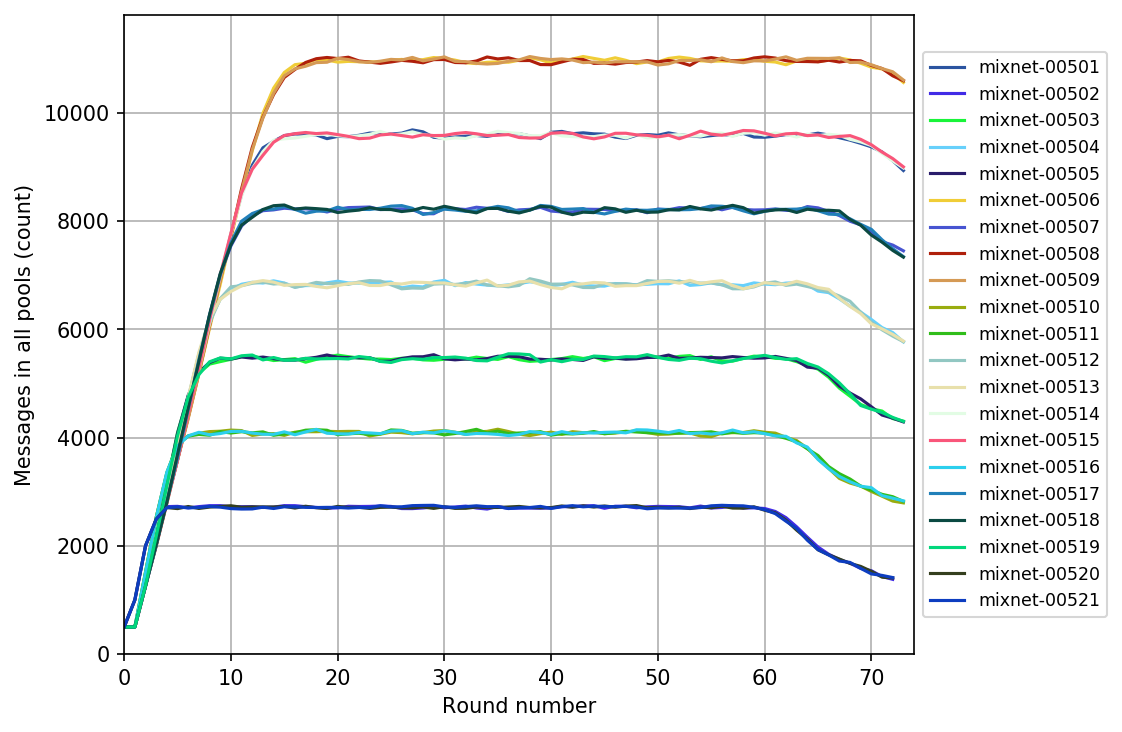 Messages in all pools (count)
10000
8000
6000
4000
2000
0
0 10 20 30 40 50 60 70
Round number
mixnet-00501
mixnet-00502
mixnet-00503
mixnet-00504
mixnet-00505
mixnet-00506
mixnet-00507
mixnet-00508
mixnet-00509
mixnet-00510
mixnet-00511
mixnet-00512
mixnet-00513
mixnet-00514
mixnet-00515
mixnet-00516
mixnet-00517
mixnet-00518
mixnet-00519
mixnet-00520
mixnet-00521